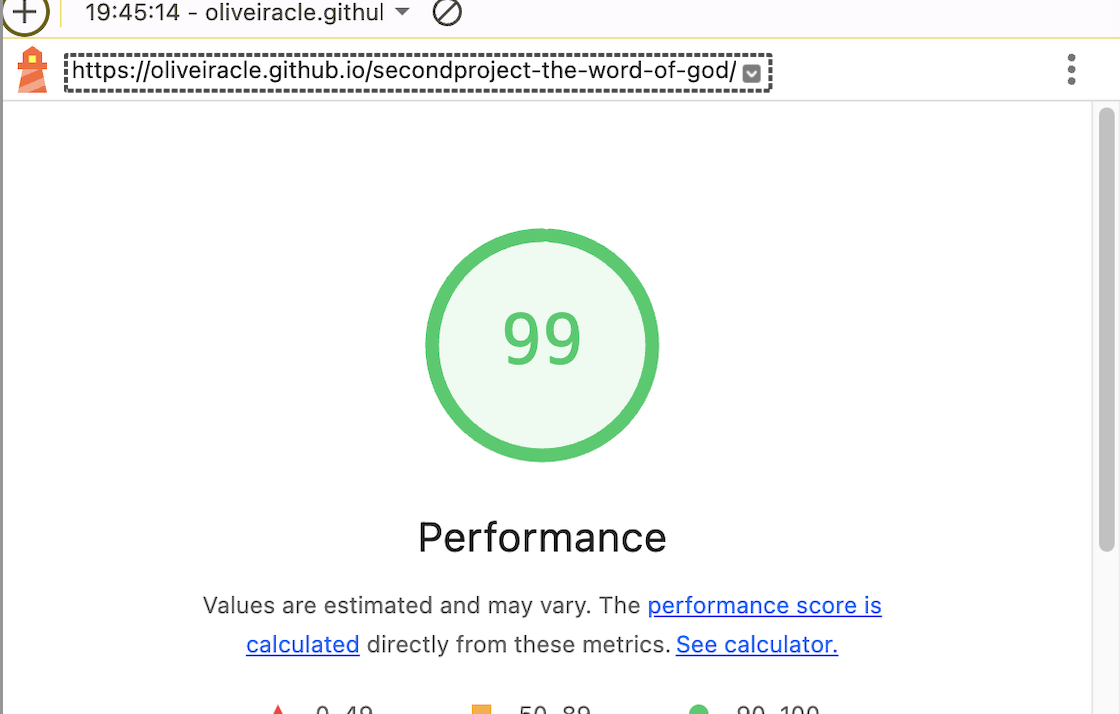 19:45:14 - oliveiracle.githul
https://oliveiracle.github.io/secondproject-the-word-of-god/
99
Performance
Values are estimated and may vary. The performance score is
calculated directly from these metrics. See calculator.
0–49 50–89 90–100